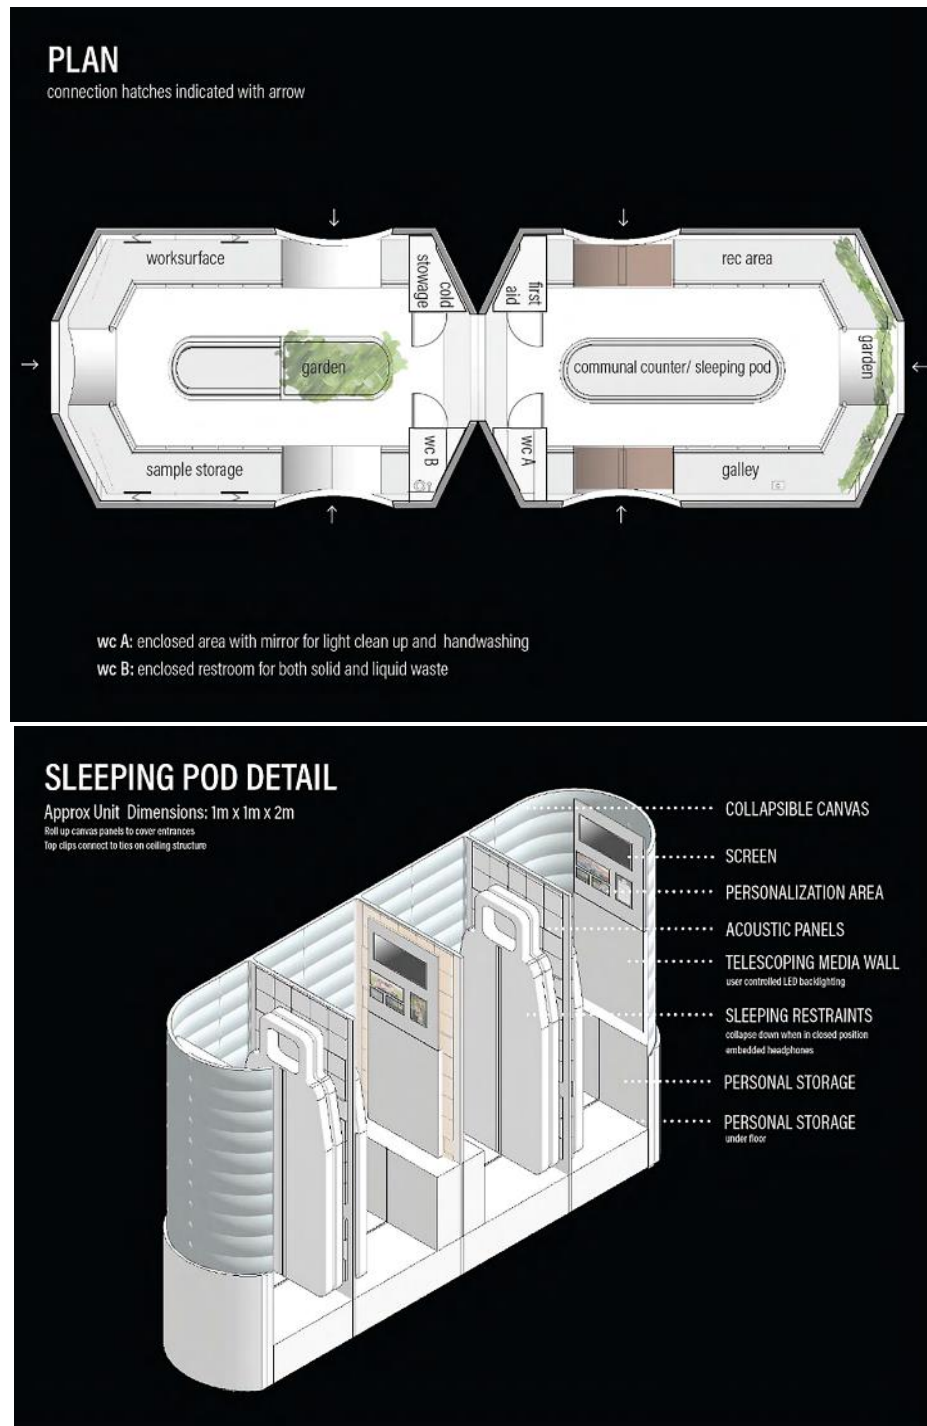 PLAN
connection hatches indicated with arrow
worksurface
cold
stowage
first
aid
rec area
garden
communal counter/ sleeping pod
garden
sample storage
wc B
wc A
galley
wc A: enclosed area with mirror for light clean up and handwashing
wc B: enclosed restroom for both solid and liquid waste
SLEEPING POD DETAIL
Approx Unit Dimensions: 1m x 1m x 2m
Roll up canvas panels to cover entrances
Top clips connect to ties on ceiling structure
COLLAPSIBLE CANVAS
SCREEN
PERSONALIZATION AREA
ACOUSTIC PANELS
TELESCOPING MEDIA WALL
user controlled LED backlighting
SLEEPING RESTRAINTS
collapse down when in closed position
embedded headphones
PERSONAL STORAGE
PERSONAL STORAGE
under floor